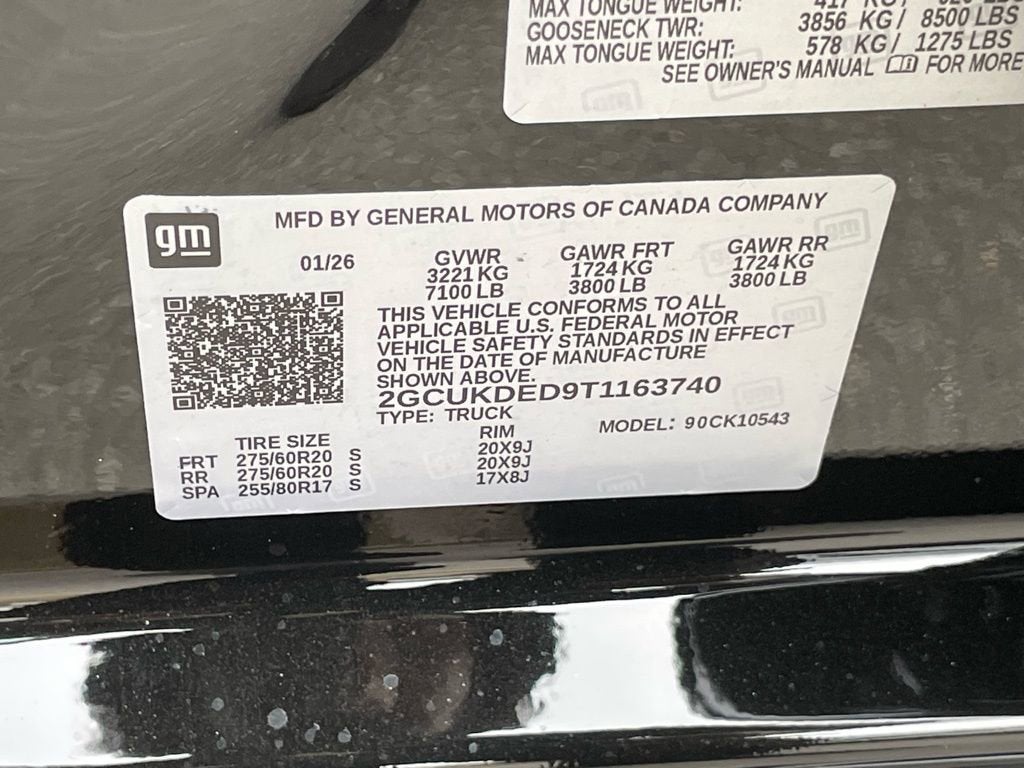 MAX TONGUE WEIGHT: 417 KG/
GOOSENECK TWR: 3856 KG / 8500 LBS
MAX TONGUE WEIGHT: 578 KG / 1275 LBS
SEE OWNER'S MANUAL FOR MORE
gm
MFD BY GENERAL MOTORS OF CANADA COMPANY
01/26 GVWR GAWR FRT GAWR RR
3221 KG 1724 KG 1724 KG
7100 LB 3800 LB 3800 LB
THIS VEHICLE CONFORMS TO ALL
APPLICABLE U.S. FEDERAL MOTOR
VEHICLE SAFETY STANDARDS IN EFFECT
ON THE DATE OF MANUFACTURE
SHOWN ABOVE.
2GCUKDED9T1163740
TYPE: TRUCK MODEL: 90CK10543
TIRE SIZE RIM
FRT 275/60R20 S 20X9J
RR 275/60R20 S 20X9J
SPA 255/80R17 S 17X8J